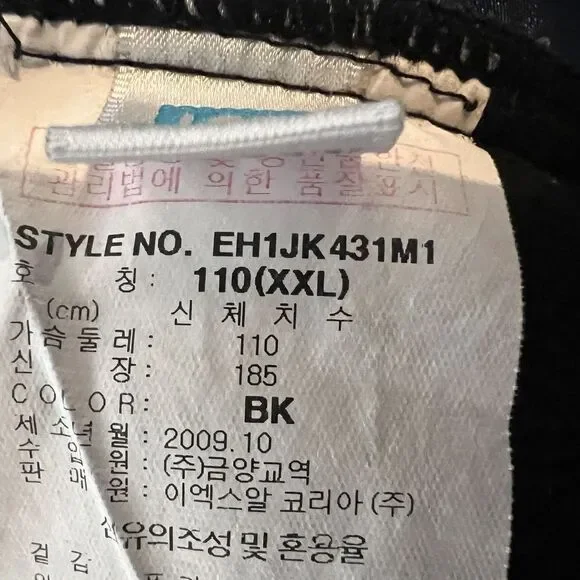 관리법에 의한 품질표시
STYLE NO. EH1JK431M1
호 칭: 110(XXL)
(cm) 신 체 치 수
가슴둘레: 110
신 장: 185
COLOR: BK
제조년월: 2009.10
수 입 원: (주)금양교역
판 매 원: 이엑스알 코리아 (주)
섬유의조성 및 혼용율
겉감